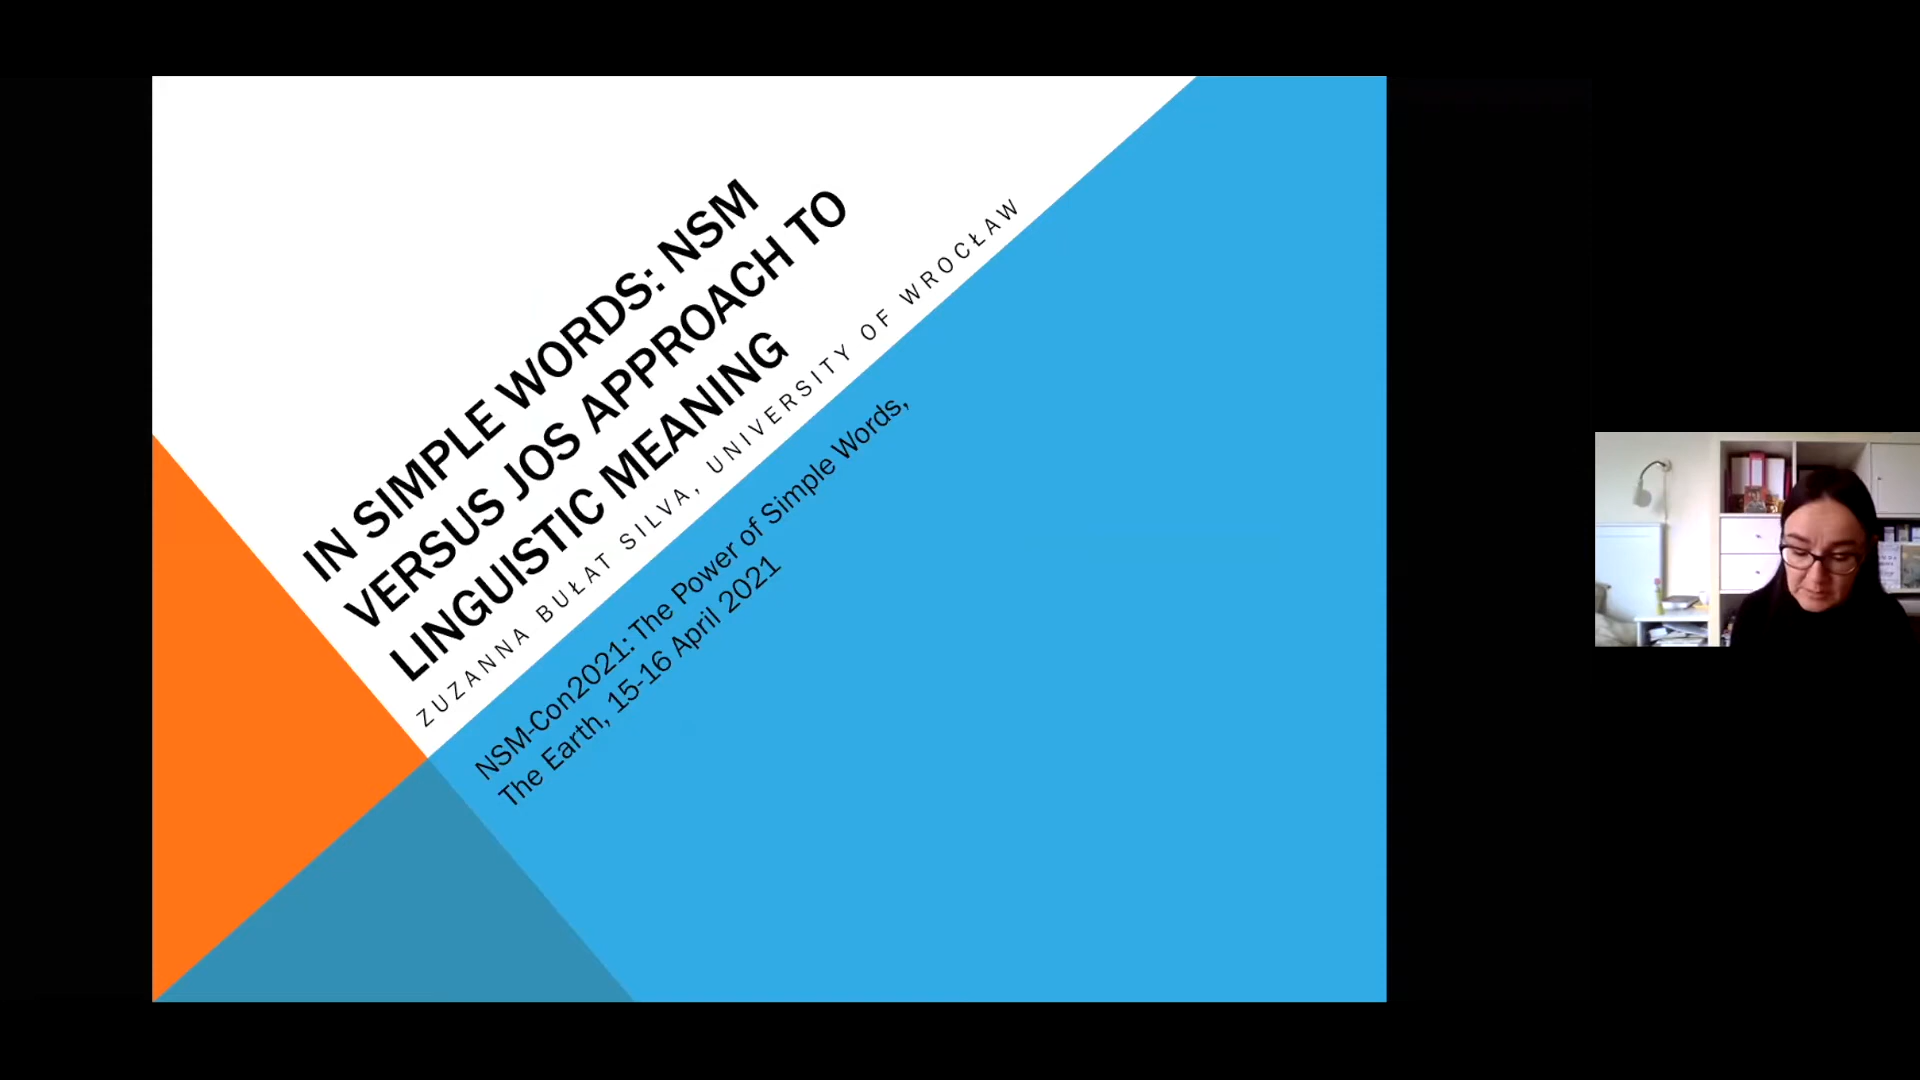 IN SIMPLE WORDS: NSM
VERSUS JOS APPROACH TO
LINGUISTIC MEANING
ZUZANNA BUŁAT SILVA, UNIVERSITY OF WROCŁAW
NSM-Con2021: The Power of Simple Words,
The Earth, 15-16 April 2021